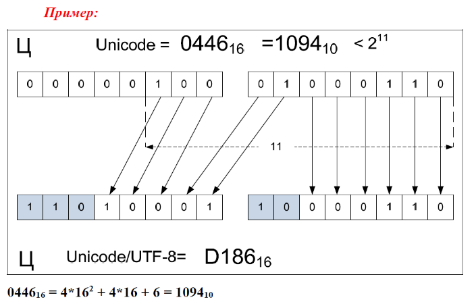 Пример:
Ц Unicode = 0446₁₆ =1094₁₀ < 2¹¹
0 0 0 0 0 1 0 0 0 1 0 0 0 1 1 0
11
1 1 0 1 0 0 0 1 1 0 0 0 0 1 1 0
Ц Unicode/UTF-8= D186₁₆
0446₁₆ = 4*16² + 4*16 + 6 = 1094₁₀